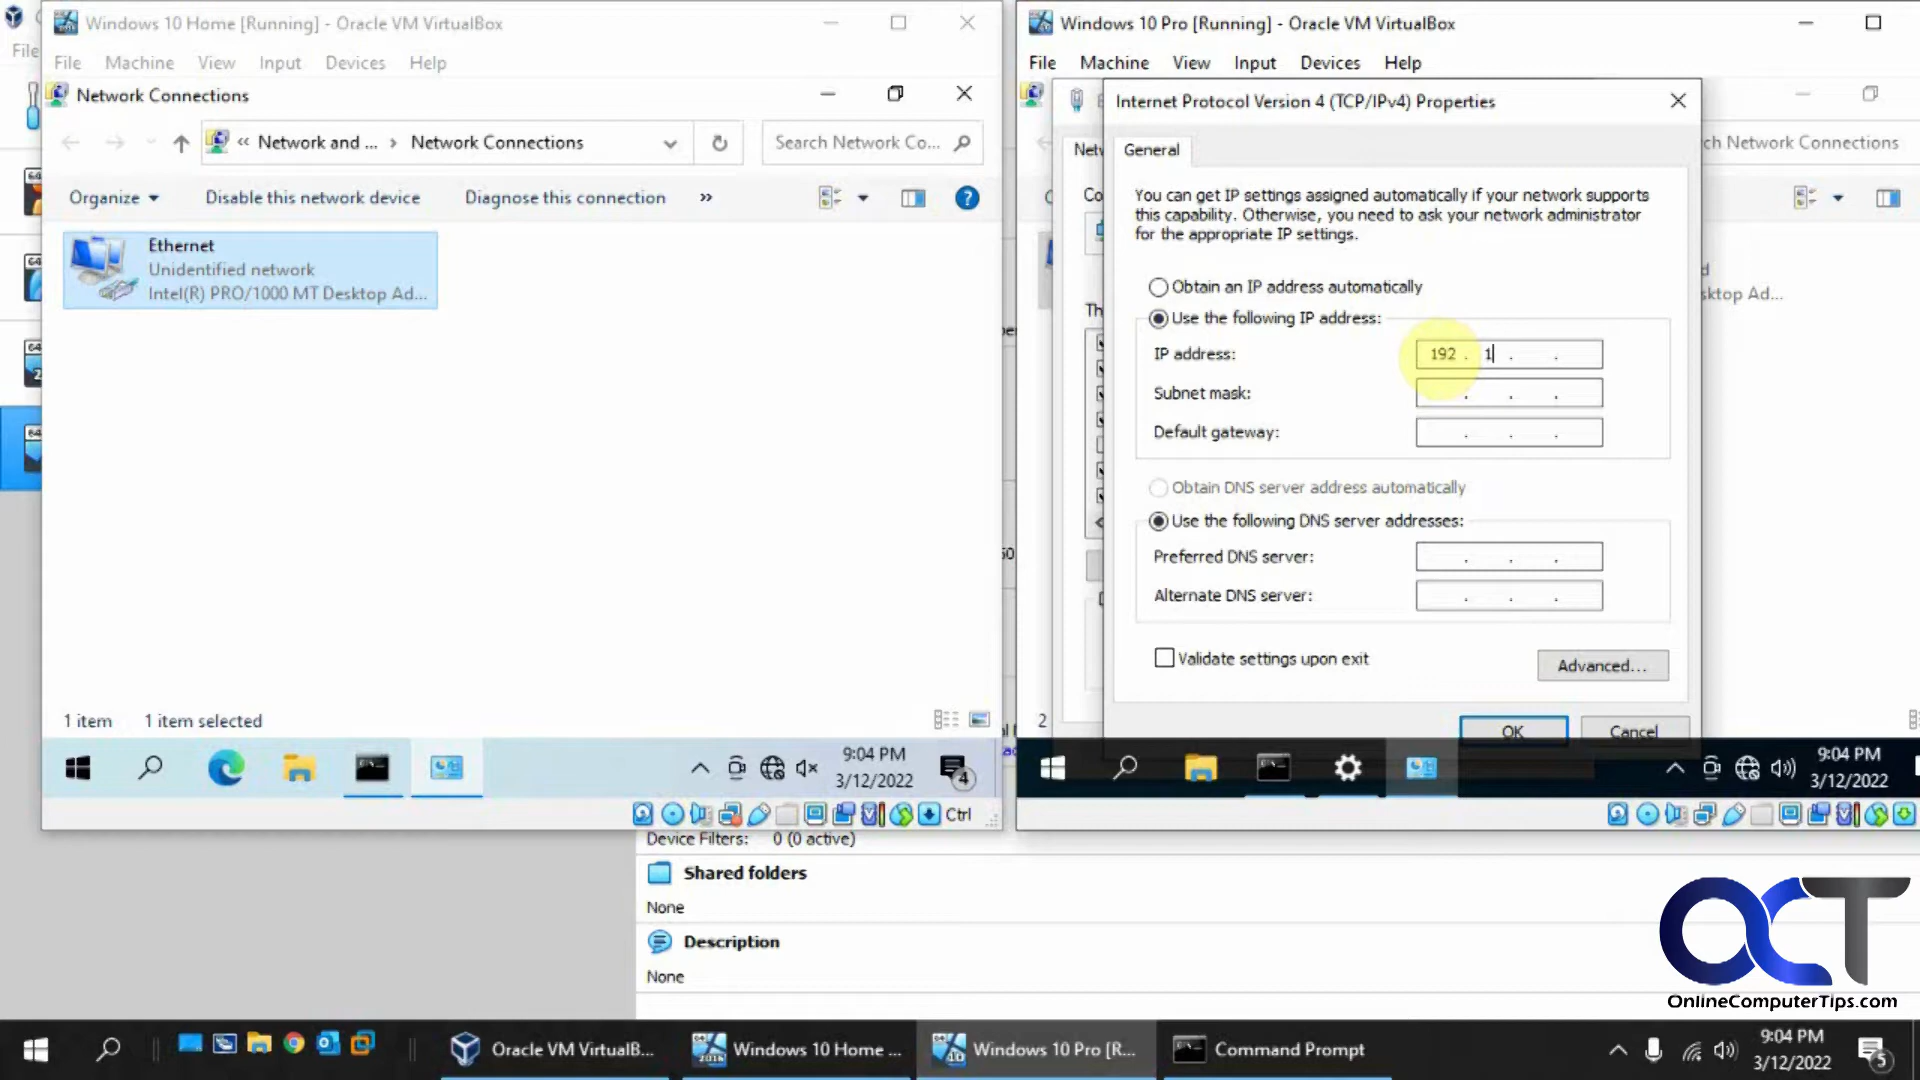 Windows 10 Home [Running] - Oracle VM VirtualBox
File Machine View Input Devices Help
Network Connections
« Network and ... › Network Connections
Search Network Co...
Organize Disable this network device Diagnose this connection »
Ethernet
Unidentified network
Intel(R) PRO/1000 MT Desktop Ad...
1 item 1 item selected
9:04 PM
3/12/2022
4
Ctrl
File
Windows 10 Pro [Running] - Oracle VM VirtualBox
File Machine View Input Devices Help
Internet Protocol Version 4 (TCP/IPv4) Properties
General
You can get IP settings assigned automatically if your network supports
this capability. Otherwise, you need to ask your network administrator
for the appropriate IP settings.
Obtain an IP address automatically
Use the following IP address:
IP address: 192 . 1 . .
Subnet mask: . . .
Default gateway: . . .
Obtain DNS server address automatically
Use the following DNS server addresses:
Preferred DNS server: . . .
Alternate DNS server: . . .
Validate settings upon exit
Advanced...
OK Cancel
Search Network Connections
sktop Ad...
2
9:04 PM
3/12/2022
Device Filters: 0 (0 active)
Shared folders
None
Description
None
OCT
OnlineComputerTips.com
Oracle VM VirtualB...
Windows 10 Home ...
Windows 10 Pro [R...
Command Prompt
9:04 PM
3/12/2022
5